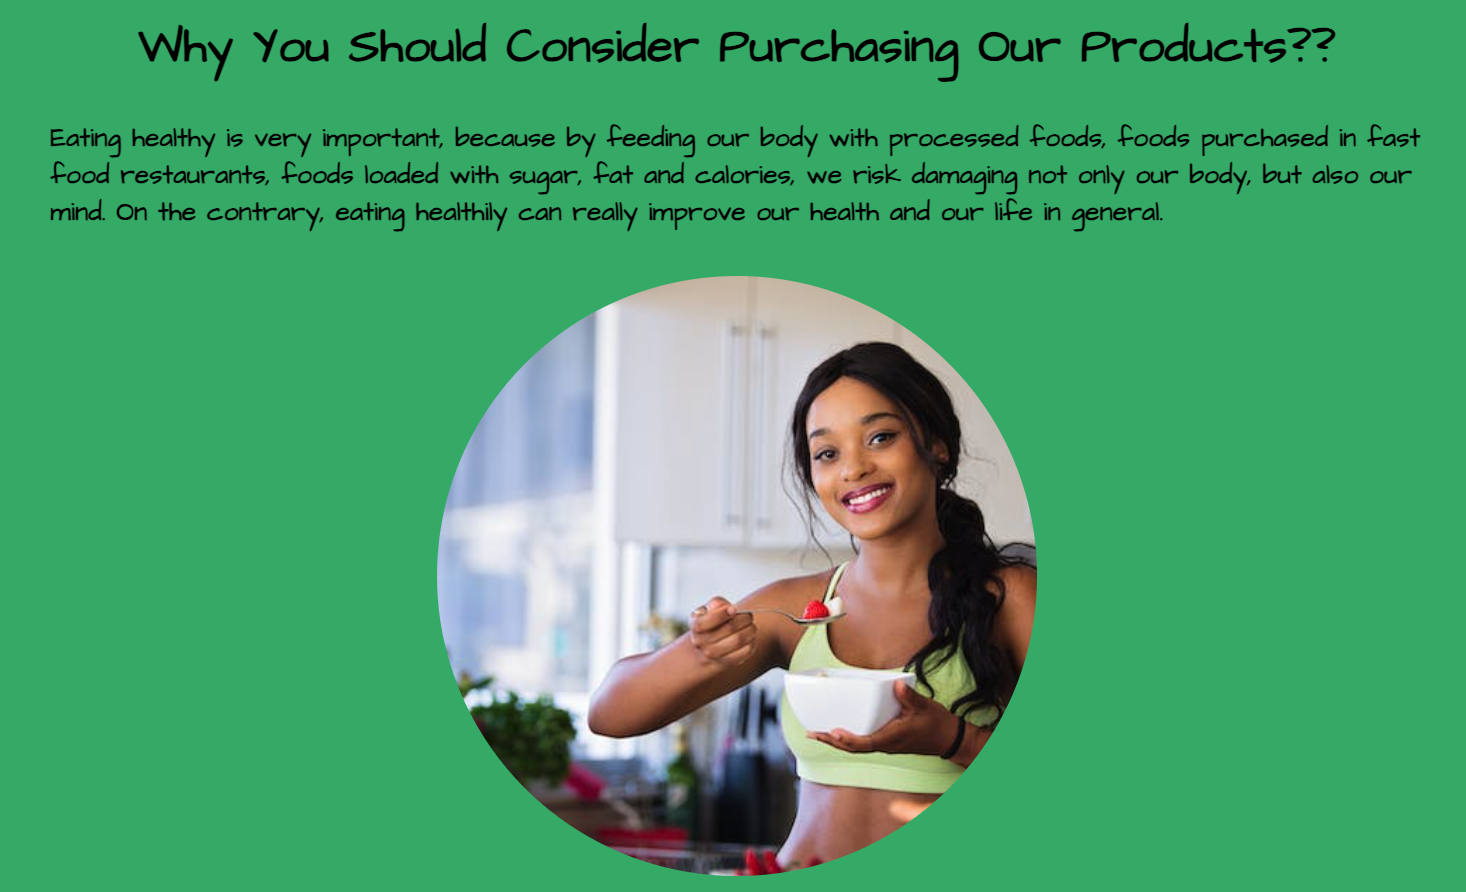 Why You Should Consider Purchasing Our Products??
Eating healthy is very important, because by feeding our body with processed foods, foods purchased in fast
food restaurants, foods loaded with sugar, fat and calories, we risk damaging not only our body, but also our
mind. On the contrary, eating healthily can really improve our health and our life in general.